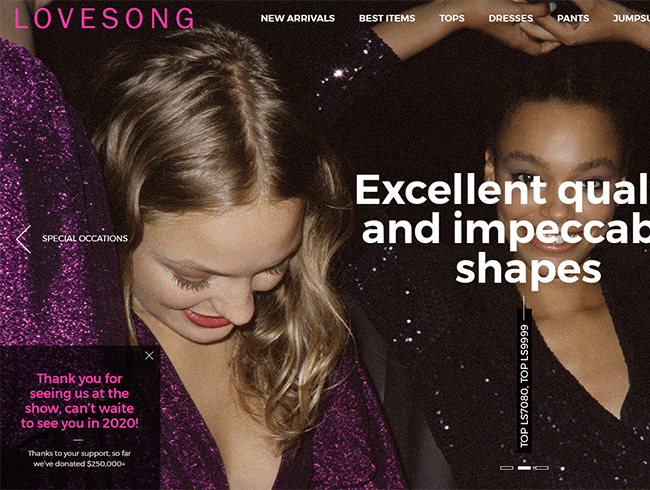 LOVESONG
NEW ARRIVALS BEST ITEMS TOPS DRESSES PANTS JUMPSU
Excellent qual
and impeccab
shapes
SPECIAL OCCATIONS
TOP LS7080, TOP LS9999
Thank you for
seeing us at the
show, can't waite
to see you in 2020!
Thanks to your support, so far
we've donated $250,000+